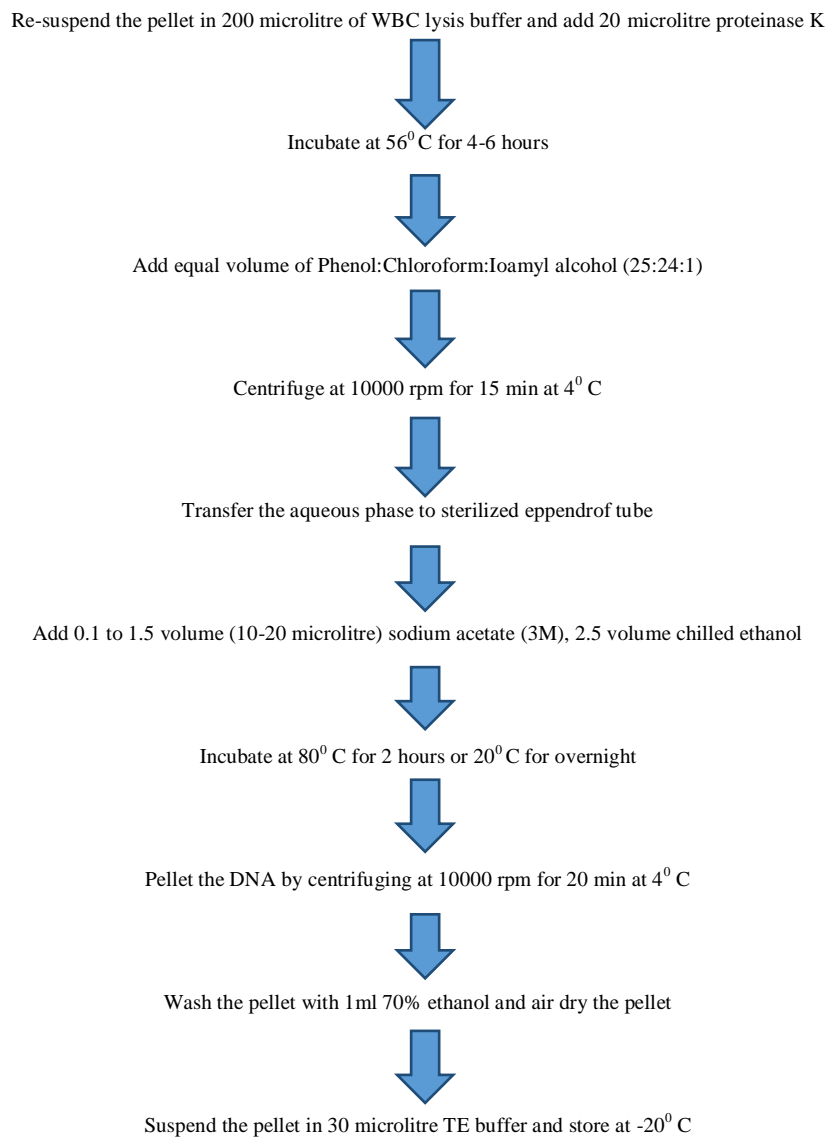 Re-suspend the pellet in 200 microlitre of WBC lysis buffer and add 20 microlitre proteinase K
Incubate at 56⁰ C for 4-6 hours
Add equal volume of Phenol:Chloroform:Ioamyl alcohol (25:24:1)
Centrifuge at 10000 rpm for 15 min at 4⁰ C
Transfer the aqueous phase to sterilized eppendrof tube
Add 0.1 to 1.5 volume (10-20 microlitre) sodium acetate (3M), 2.5 volume chilled ethanol
Incubate at 80⁰ C for 2 hours or 20⁰ C for overnight
Pellet the DNA by centrifuging at 10000 rpm for 20 min at 4⁰ C
Wash the pellet with 1ml 70% ethanol and air dry the pellet
Suspend the pellet in 30 microlitre TE buffer and store at -20⁰ C